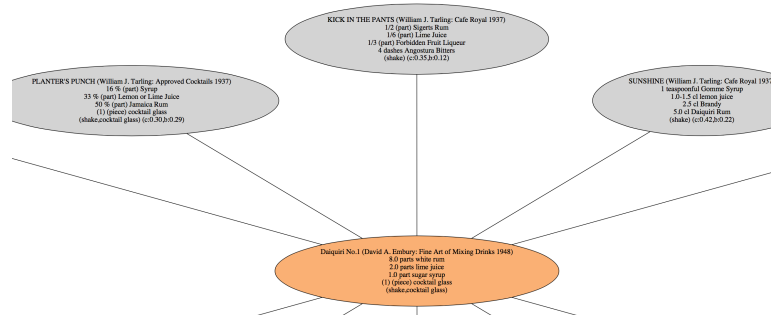 KICK IN THE PANTS (William J. Tarling: Cafe Royal 1937)
1/2 (part) Sigerts Rum
1/6 (part) Lime Juice
1/3 (part) Forbidden Fruit Liqueur
4 dashes Angostura Bitters
(shake) (c:0.35,b:0.12)
PLANTER'S PUNCH (William J. Tarling: Approved Cocktails 1937)
16 % (part) Syrup
33 % (part) Lemon or Lime Juice
50 % (part) Jamaica Rum
(1) (piece) cocktail glass
(shake,cocktail glass) (c:0.30,b:0.29)
SUNSHINE (William J. Tarling: Cafe Royal 1937
1 teaspoonful Gomme Syrup
1.0-1.5 cl lemon juice
2.5 cl Brandy
5.0 cl Daiquiri Rum
(shake) (c:0.42,b:0.22)
Daiquiri No.1 (David A. Embury: Fine Art of Mixing Drinks 1948)
8.0 parts white rum
2.0 parts lime juice
1.0 part sugar syrup
(1) (piece) cocktail glass
(shake,cocktail glass)